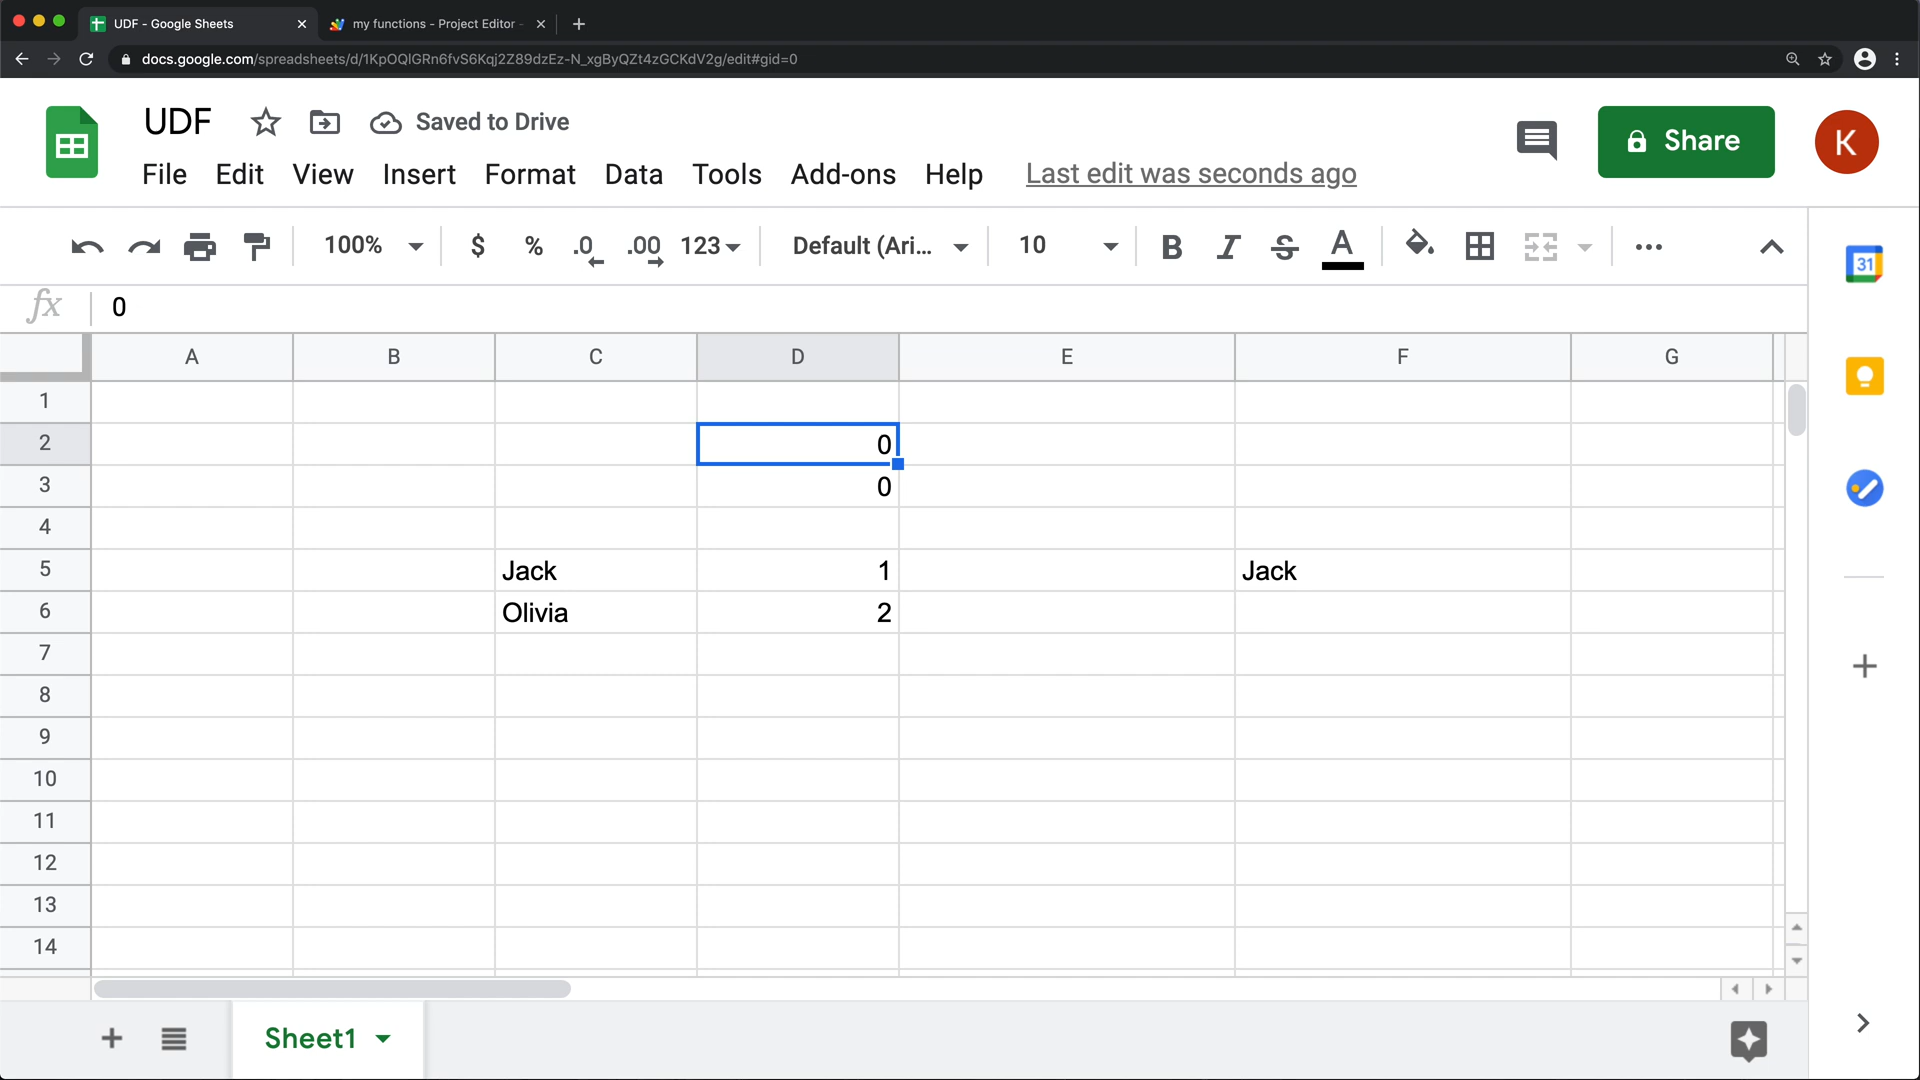 UDF - Google Sheets
my functions - Project Editor -
docs.google.com/spreadsheets/d/1KpOQIGRn6fvS6Kqj2Z89dzEz-N_xgByQZt4zGCKdV2g/edit#gid=0
UDF Saved to Drive
Share K
File Edit View Insert Format Data Tools Add-ons Help Last edit was seconds ago
100% $ % .0 .00 123 Default (Ari... 10 B I S A
31
fx 0
A B C D E F G
1
2 0
3 0
4
5 Jack 1 Jack
6 Olivia 2
7
8
9
10
11
12
13
14
Sheet1